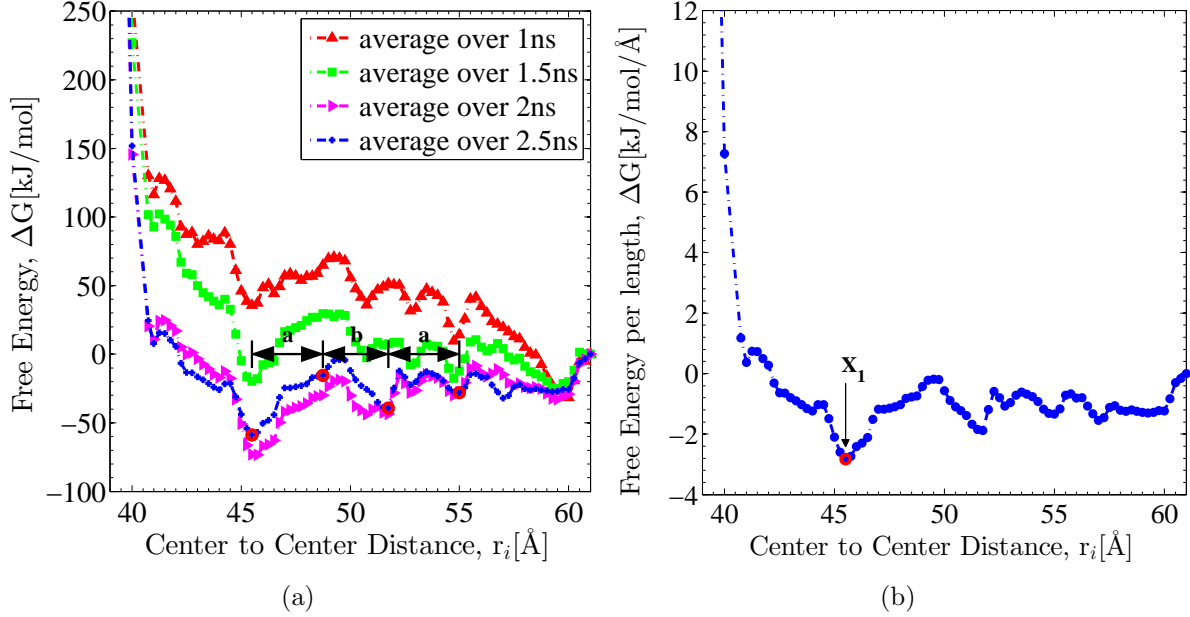 250
200
150
100
50
0
−50
−100
Free Energy, ΔG[kJ/mol]
average over 1ns
average over 1.5ns
average over 2ns
average over 2.5ns
a b a
40 45 50 55 60
Center to Center Distance, r_i[Å]
(a)
12
10
8
6
4
2
0
−2
−4
Free Energy per length, ΔG[kJ/mol/Å]
X_1
40 45 50 55 60
Center to Center Distance, r_i[Å]
(b)